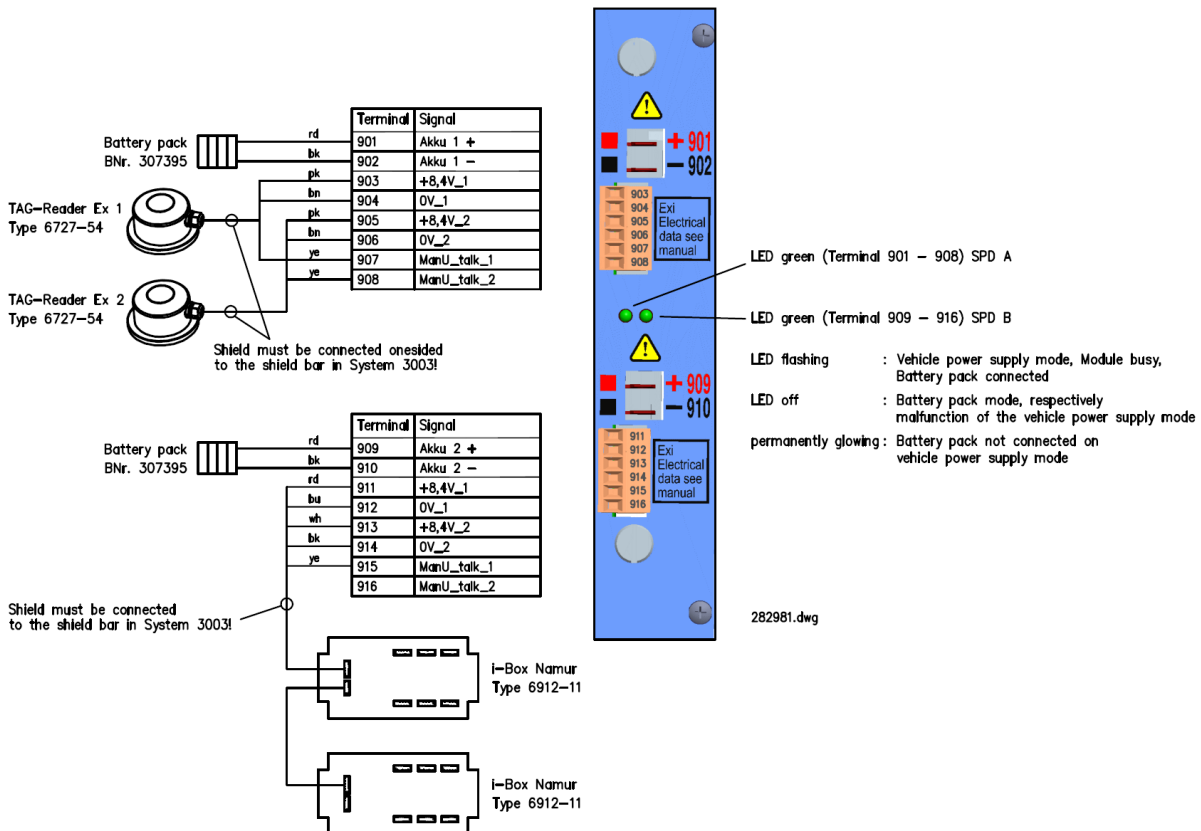 Terminal Signal
rd 901 Akku 1 +
bk 902 Akku 1 –
pk 903 +8,4V_1
bn 904 0V_1
pk 905 +8,4V_2
bn 906 0V_2
ye 907 ManU_talk_1
ye 908 ManU_talk_2
Battery pack
BNr. 307395
TAG–Reader Ex 1
Type 6727–54
TAG–Reader Ex 2
Type 6727–54
Shield must be connected onesided
to the shield bar in System 3003!
Terminal Signal
rd 909 Akku 2 +
bk 910 Akku 2 –
rd 911 +8,4V_1
bu 912 0V_1
wh 913 +8,4V_2
bk 914 0V_2
ye 915 ManU_talk_1
916 ManU_talk_2
Battery pack
BNr. 307395
Shield must be connected
to the shield bar in System 3003!
i–Box Namur
Type 6912–11
i–Box Namur
Type 6912–11
!
+ 901
– 902
903
904
905
906
907
908
Exi
Electrical
data see
manual
!
+ 909
– 910
911
912
913
914
915
916
Exi
Electrical
data see
manual
LED green (Terminal 901 – 908) SPD A
LED green (Terminal 909 – 916) SPD B
LED flashing : Vehicle power supply mode, Module busy,
Battery pack connected
LED off : Battery pack mode, respectively
malfunction of the vehicle power supply mode
permanently glowing : Battery pack not connected on
vehicle power supply mode
282981.dwg